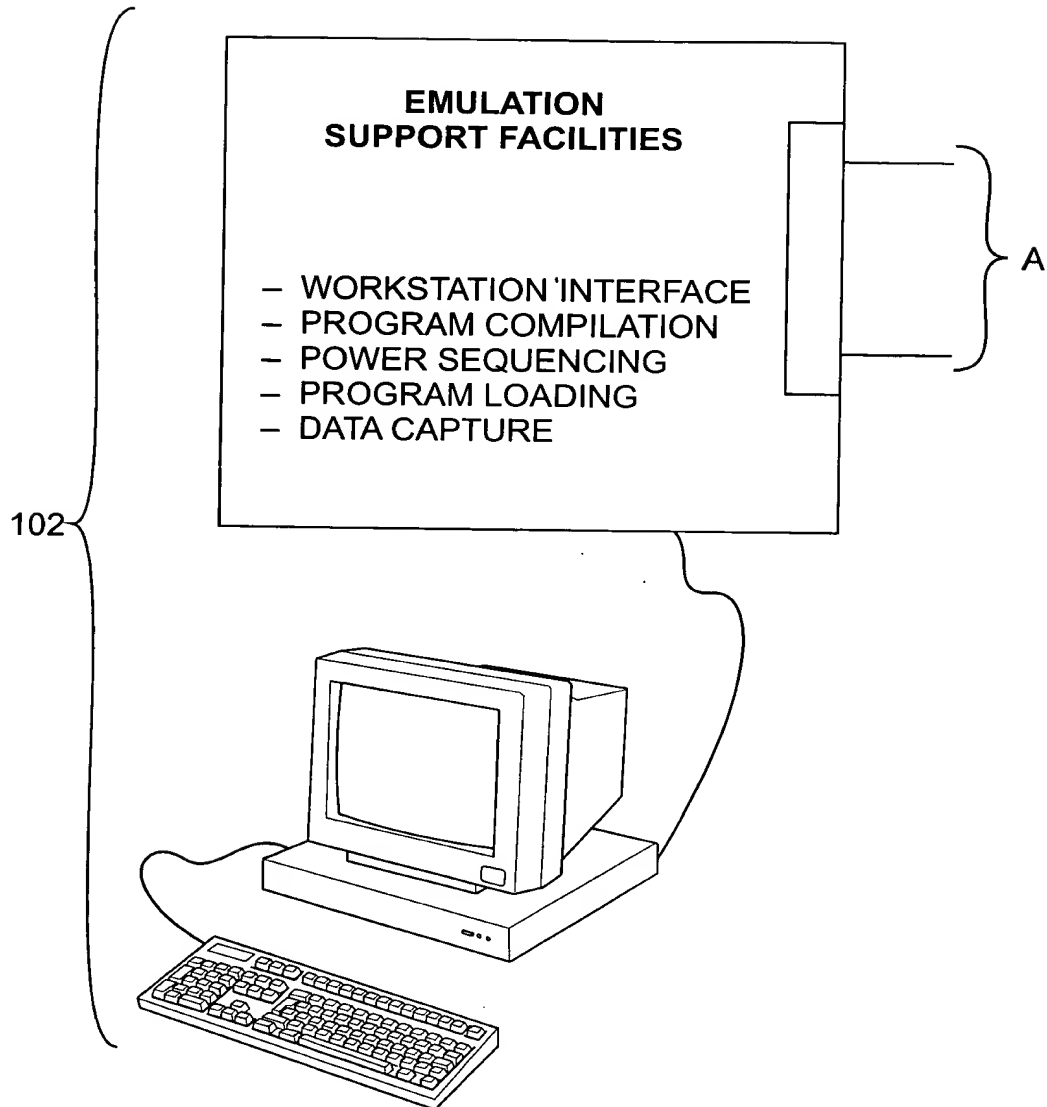 EMULATION
SUPPORT FACILITIES
– WORKSTATION INTERFACE
– PROGRAM COMPILATION
– POWER SEQUENCING
– PROGRAM LOADING
– DATA CAPTURE
A
102